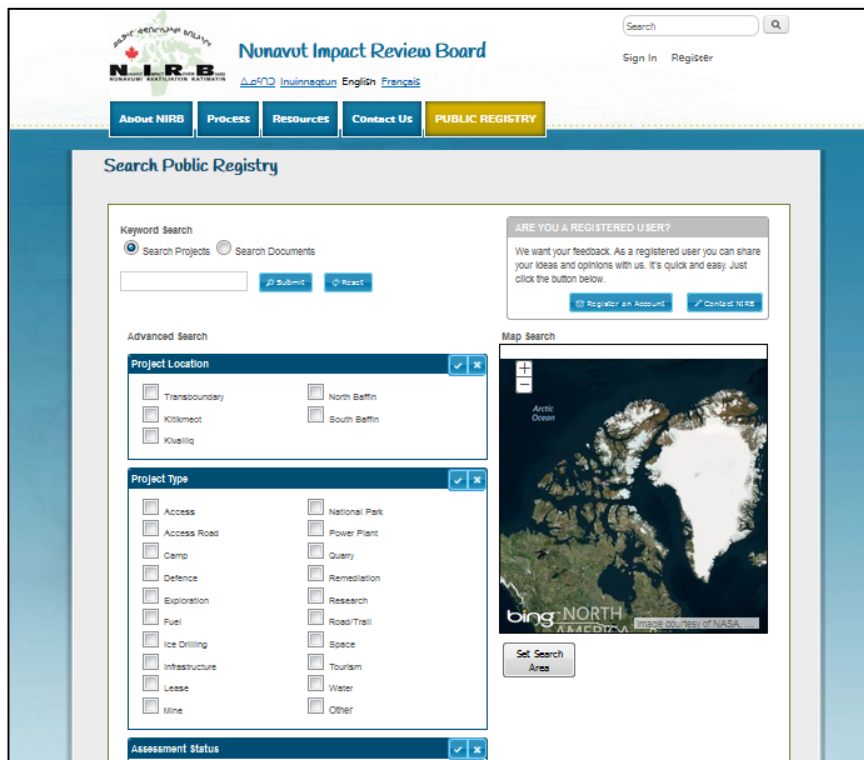 Search
Nunavut Impact Review Board
Sign In Register
N.I.R.B
NUNAVUMI AVATILIKIYIN KATIMAYIN
ᐃᓄᒃᑎᑐᑦ Inuinnaqtun English Français
About NIRB Process Resources Contact Us PUBLIC REGISTRY
Search Public Registry
Keyword Search
Search Projects Search Documents
Submit Reset
ARE YOU A REGISTERED USER?
We want your feedback. As a registered user you can share
your ideas and opinions with us. It's quick and easy. Just
click the button below.
Register an Account Contact NIRB
Advanced Search
Project Location
Transboundary North Baffin
Kitikmeot South Baffin
Kivalliq
Project Type
Access National Park
Access Road Power Plant
Camp Quarry
Defence Remediation
Exploration Research
Fuel Road/Trail
Ice Drilling Space
Infrastructure Tourism
Lease Water
Mine Other
Assessment Status
Map Search
Arctic
Ocean
bing NORTH
AMERICA
Image courtesy of NASA, ...
Set Search
Area